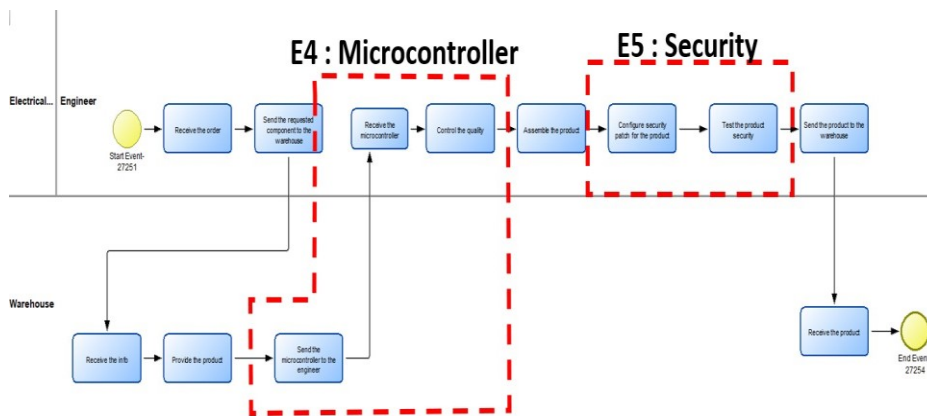 E4 : Microcontroller
E5 : Security
Electrical...
Engineer
Start Event-
27251
Receive the order
Send the requested
component to the
warehouse
Receive the
microcontroller
Control the quality
Assemble the product
Configure security
patch for the product
Test the product
security
Send the product to the
warehouse
Warehouse
Receive the info
Provide the product
Send the
microcontroller to the
engineer
Receive the product
End Event-
27254